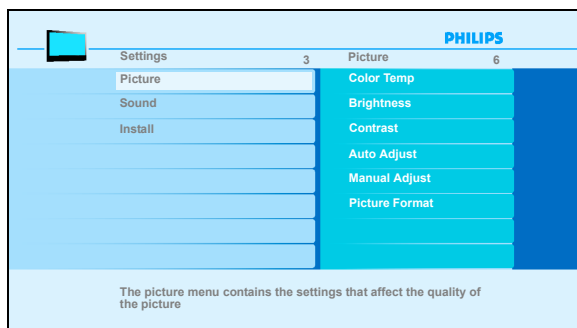 PHILIPS
Settings 3 Picture 6
Picture Color Temp
Sound Brightness
Install Contrast
Auto Adjust
Manual Adjust
Picture Format
The picture menu contains the settings that affect the quality of
the picture